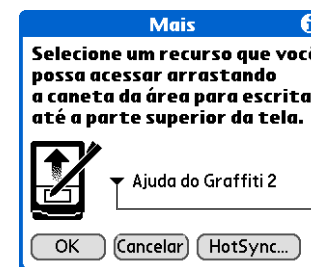 Mais
Selecione um recurso que você
possa acessar arrastando
a caneta da área para escrita
até a parte superior da tela.
Ajuda do Graffiti 2
OK Cancelar HotSync...